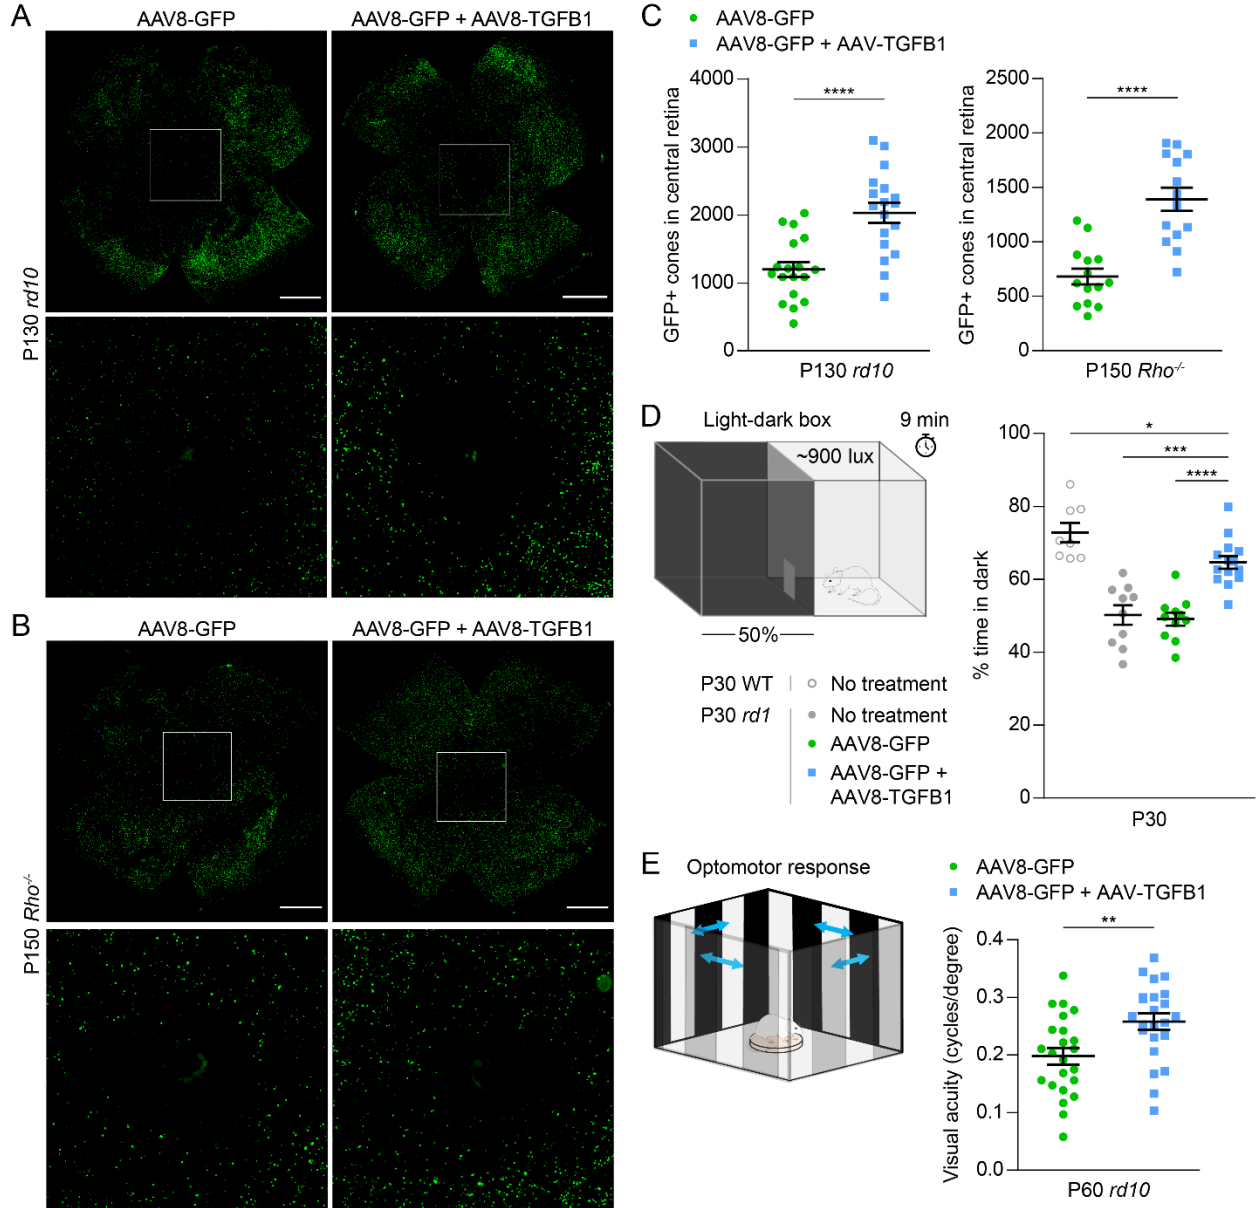 A
AAV8-GFP
AAV8-GFP + AAV8-TGFB1
P130 rd10
B
AAV8-GFP
AAV8-GFP + AAV8-TGFB1
P150 Rho-/-
C
AAV8-GFP
AAV8-GFP + AAV-TGFB1
GFP+ cones in central retina
4000
3000
2000
1000
0
****
P130 rd10
GFP+ cones in central retina
2500
2000
1500
1000
500
0
****
P150 Rho-/-
D
Light-dark box
9 min
~900 lux
50%
P30 WT
No treatment
P30 rd1
No treatment
AAV8-GFP
AAV8-GFP +
AAV8-TGFB1
% time in dark
100
80
60
40
20
0
*
***
****
P30
E
Optomotor response
AAV8-GFP
AAV8-GFP + AAV-TGFB1
Visual acuity (cycles/degree)
0.4
0.3
0.2
0.1
0.0
**
P60 rd10